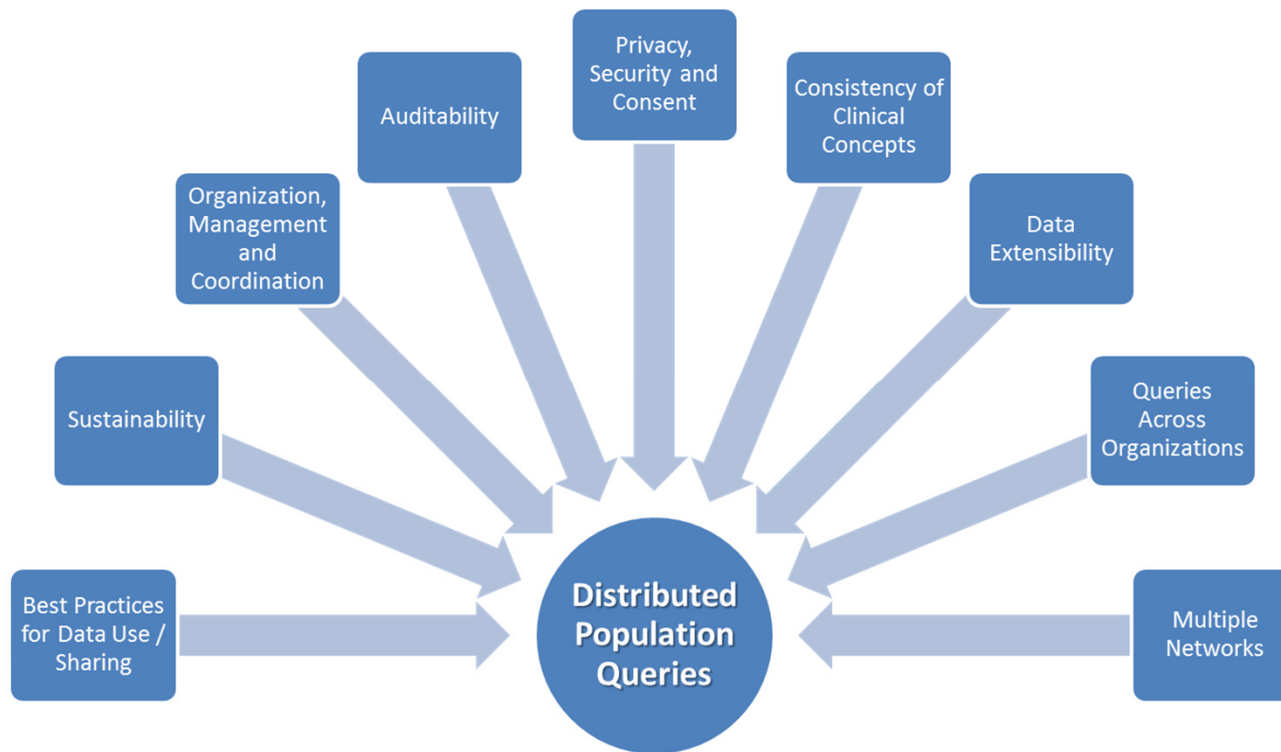 Privacy,
Security and
Consent
Auditability
Consistency of
Clinical
Concepts
Organization,
Management
and
Coordination
Data
Extensibility
Sustainability
Queries
Across
Organizations
Best Practices
for Data Use /
Sharing
Distributed
Population
Queries
Multiple
Networks